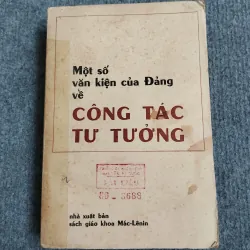 Một số
văn kiện của Đảng
về
CÔNG TÁC
TƯ TƯỞNG
nhà xuất bản
sách giáo khoa Mác-Lênin